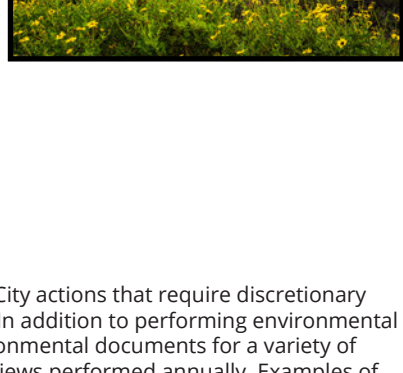 City actions that require discretionary
In addition to performing environmental
onmental documents for a variety of
iews performed annually. Examples of